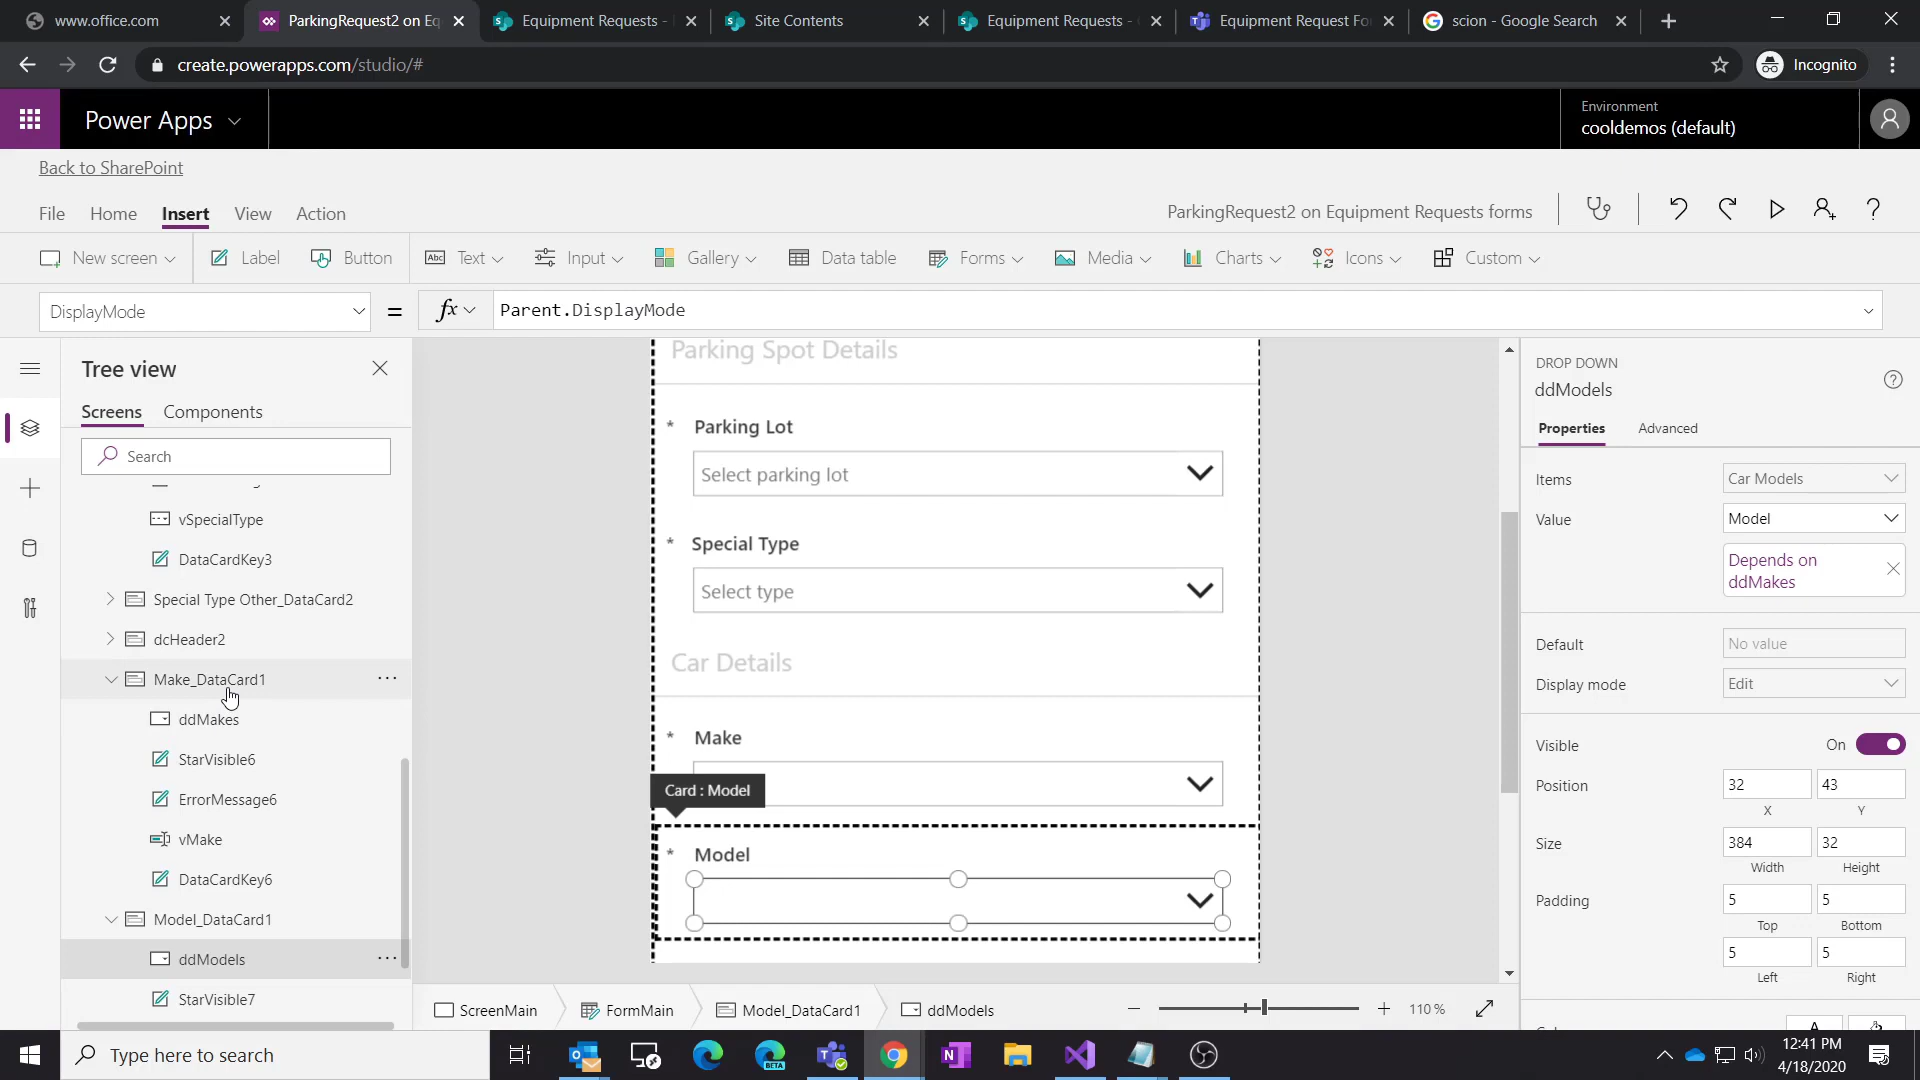 www.office.com
ParkingRequest2 on Eq
Equipment Requests -
Site Contents
Equipment Requests -
Equipment Request Fo
scion - Google Search
create.powerapps.com/studio/#
Incognito
Power Apps
Environment
cooldemos (default)
Back to SharePoint
File Home Insert View Action
ParkingRequest2 on Equipment Requests forms
New screen Label Button Text Input Gallery Data table Forms Media Charts Icons Custom
DisplayMode = fx Parent.DisplayMode
Tree view
Screens Components
Search
vSpecialType
DataCardKey3
Special Type Other_DataCard2
dcHeader2
Make_DataCard1
ddMakes
StarVisible6
ErrorMessage6
vMake
DataCardKey6
Model_DataCard1
ddModels
StarVisible7
Parking Spot Details
* Parking Lot
Select parking lot
* Special Type
Select type
Car Details
* Make
Card : Model
* Model
ScreenMain FormMain Model_DataCard1 ddModels
110 %
DROP DOWN
ddModels
Properties Advanced
Items Car Models
Value Model
Depends on
ddMakes
Default No value
Display mode Edit
Visible On
Position 32 43
X Y
Size 384 32
Width Height
Padding 5 5
Top Bottom
5 5
Left Right
Type here to search
12:41 PM
4/18/2020